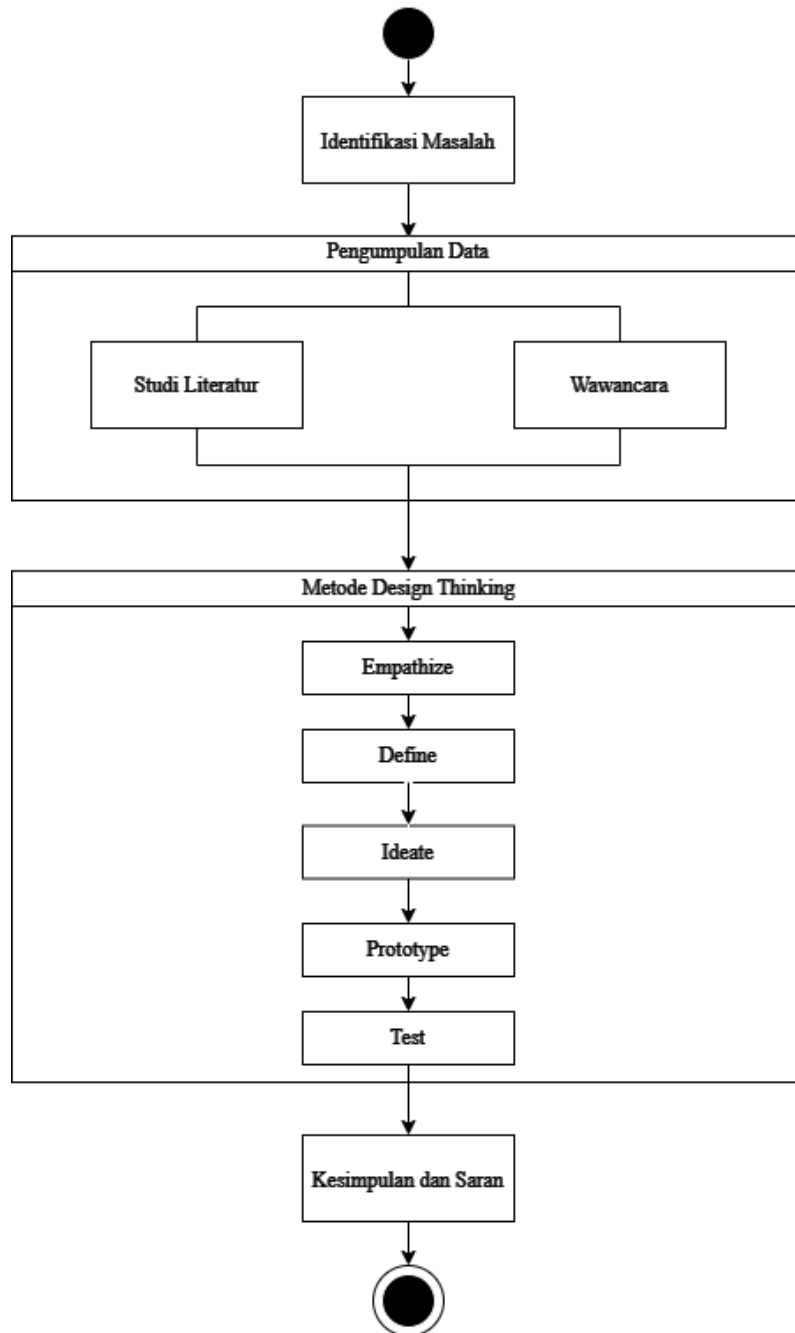 Identifikasi Masalah
Pengumpulan Data
Studi Literatur
Wawancara
Metode Design Thinking
Empathize
Define
Ideate
Prototype
Test
Kesimpulan dan Saran